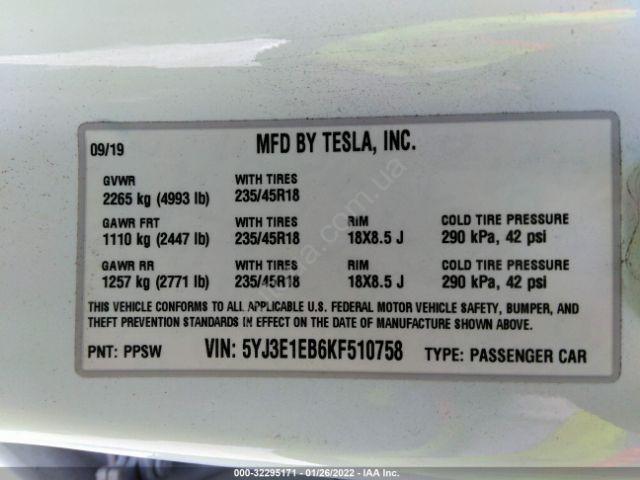 09/19 MFD BY TESLA, INC.
GVWR WITH TIRES
2265 kg (4993 lb) 235/45R18
GAWR FRT WITH TIRES RIM COLD TIRE PRESSURE
1110 kg (2447 lb) 235/45R18 18X8.5 J 290 kPa, 42 psi
GAWR RR WITH TIRES RIM COLD TIRE PRESSURE
1257 kg (2771 lb) 235/45R18 18X8.5 J 290 kPa, 42 psi
THIS VEHICLE CONFORMS TO ALL APPLICABLE U.S. FEDERAL MOTOR VEHICLE SAFETY, BUMPER, AND
THEFT PREVENTION STANDARDS IN EFFECT ON THE DATE OF MANUFACTURE SHOWN ABOVE.
PNT: PPSW VIN: 5YJ3E1EB6KF510758 TYPE: PASSENGER CAR
000-32295171 - 01/26/2022 - IAA Inc.